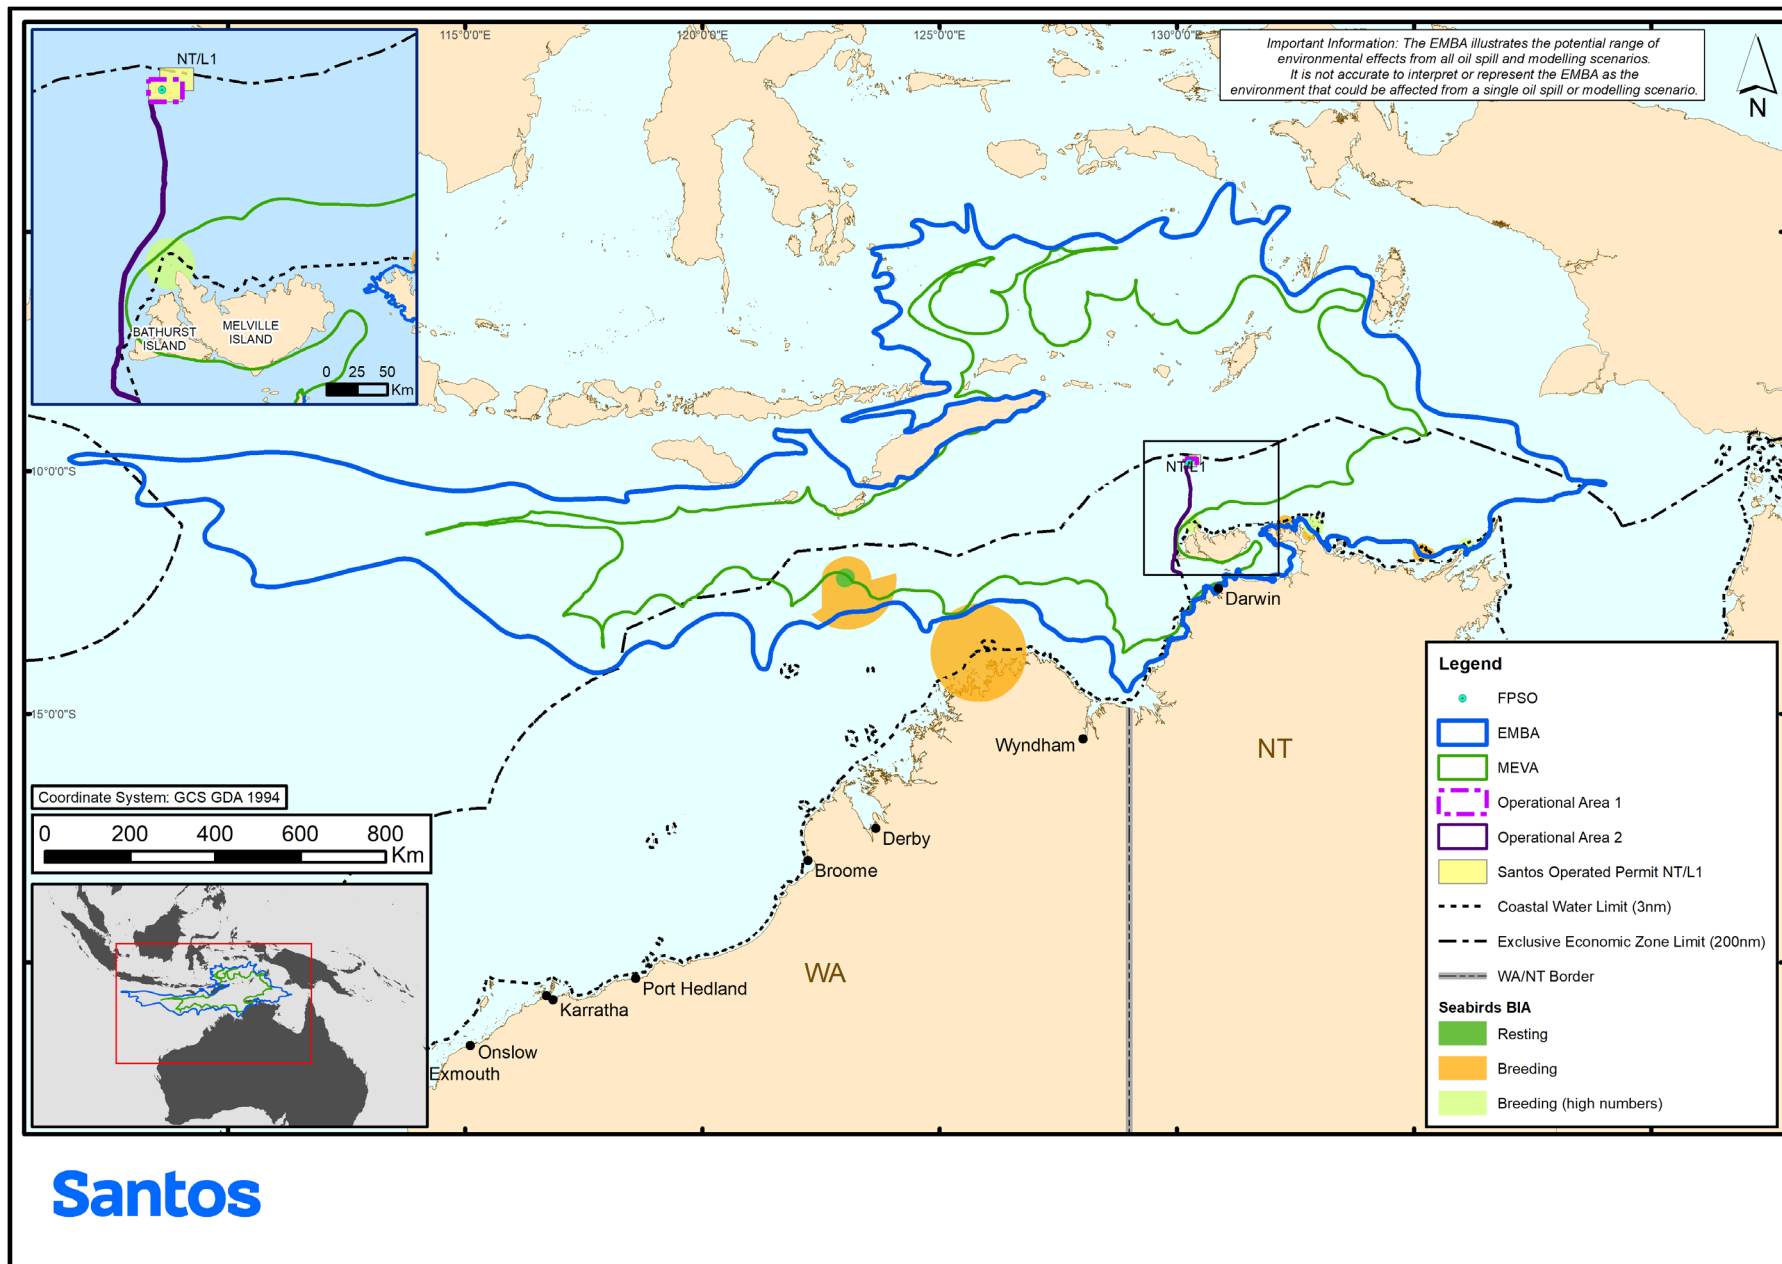 115°0'0"E
120°0'0"E
125°0'0"E
130°0'0"E
Important Information: The EMBA illustrates the potential range of
environmental effects from all oil spill and modelling scenarios.
It is not accurate to interpret or represent the EMBA as the
environment that could be affected from a single oil spill or modelling scenario.
N
NT/L1
BATHURST
ISLAND
MELVILLE
ISLAND
0 25 50
Km
10°0'0"S
NT/L1
Darwin
15°0'0"S
Wyndham
NT
Derby
Broome
WA
Port Hedland
Karratha
Onslow
Exmouth
Coordinate System: GCS GDA 1994
0 200 400 600 800
Km
Legend
FPSO
EMBA
MEVA
Operational Area 1
Operational Area 2
Santos Operated Permit NT/L1
Coastal Water Limit (3nm)
Exclusive Economic Zone Limit (200nm)
WA/NT Border
Seabirds BIA
Resting
Breeding
Breeding (high numbers)
Santos